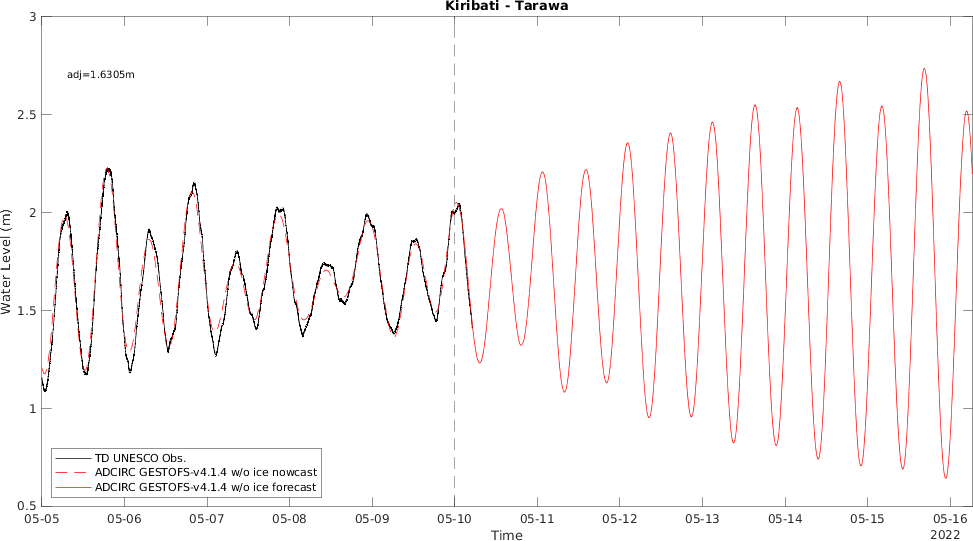 Kiribati - Tarawa
3
adj=1.6305m
2.5
2
Water Level (m)
1.5
1
TD UNESCO Obs.
ADCIRC GESTOFS-v4.1.4 w/o ice nowcast
ADCIRC GESTOFS-v4.1.4 w/o ice forecast
0.5
05-05 05-06 05-07 05-08 05-09 05-10 05-11 05-12 05-13 05-14 05-15 05-16
Time
2022